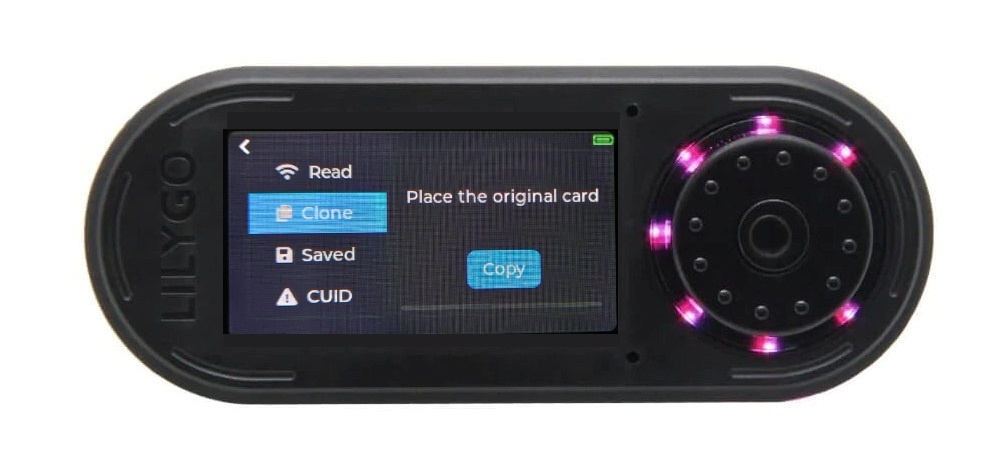 LILYGO
Read
Clone
Saved
CUID
Place the original card
Copy